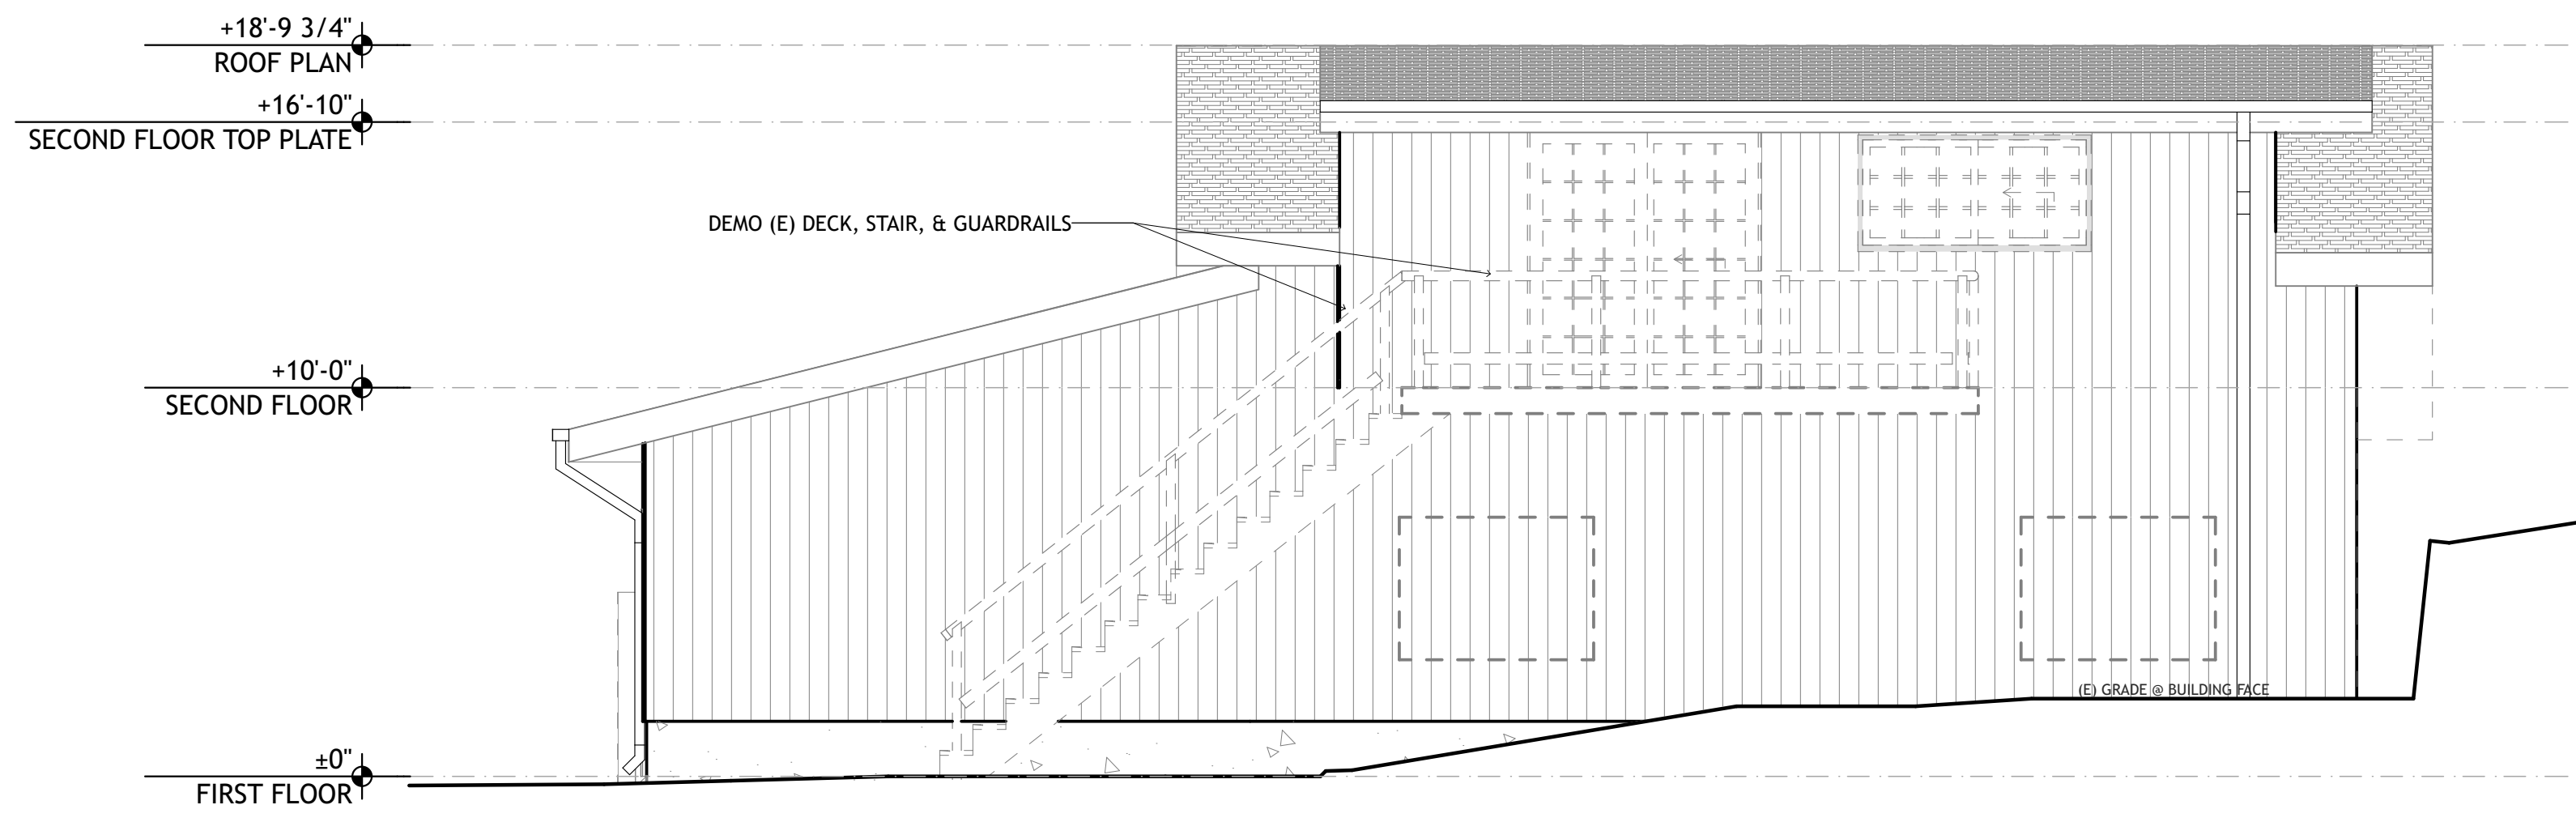 +18'-9 3/4"
ROOF PLAN
+16'-10"
SECOND FLOOR TOP PLATE
DEMO (E) DECK, STAIR, & GUARDRAILS
+10'-0"
SECOND FLOOR
(E) GRADE @ BUILDING FACE
±0"
FIRST FLOOR